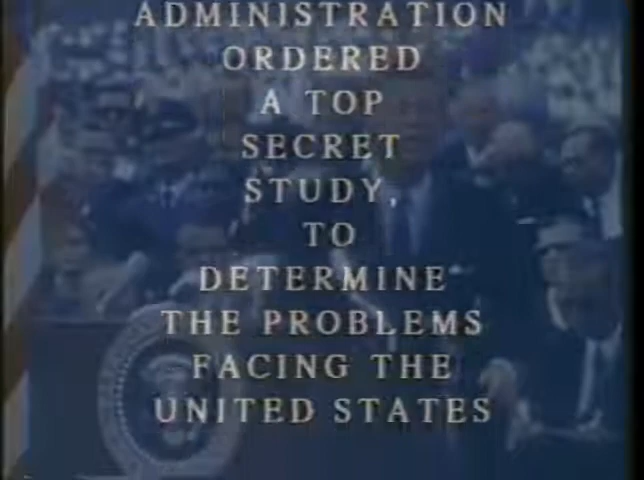 ADMINISTRATION
ORDERED
A TOP
SECRET
STUDY,
TO
DETERMINE
THE PROBLEMS
FACING THE
UNITED STATES